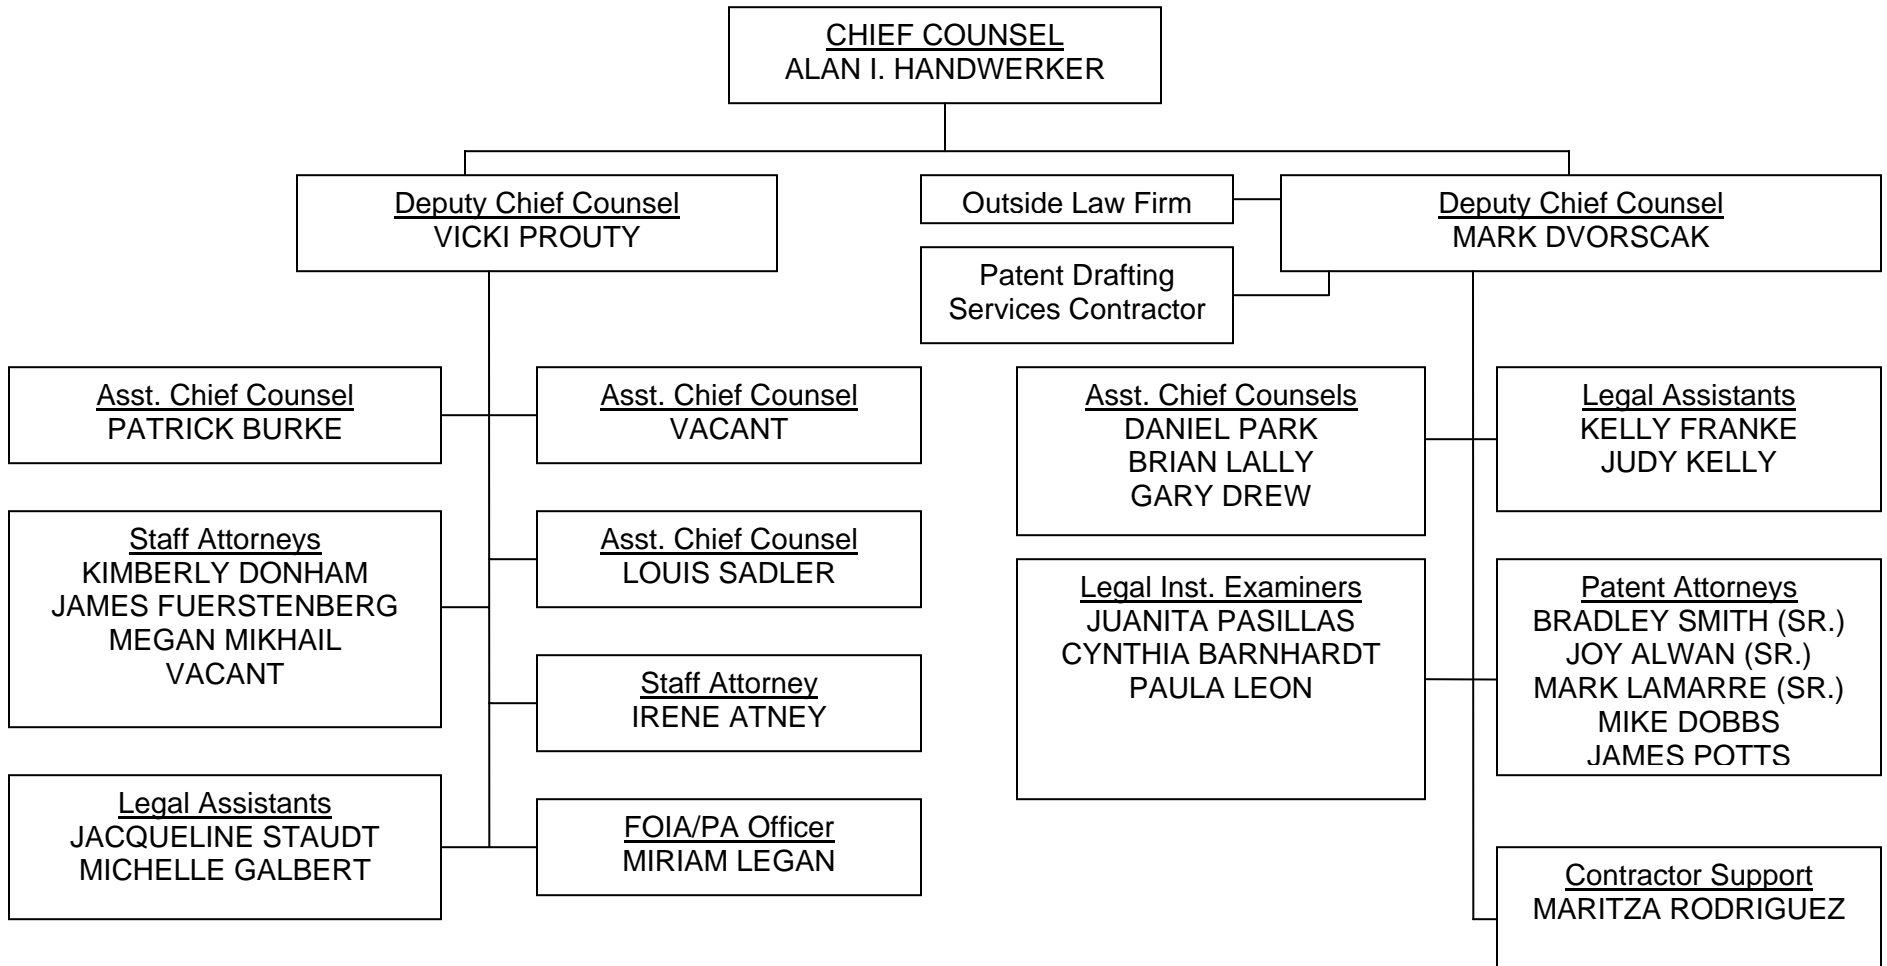 CHIEF COUNSEL
ALAN I. HANDWERKER
Deputy Chief Counsel
VICKI PROUTY
Outside Law Firm
Deputy Chief Counsel
MARK DVORSCAK
Patent Drafting
Services Contractor
Asst. Chief Counsel
PATRICK BURKE
Asst. Chief Counsel
VACANT
Asst. Chief Counsels
DANIEL PARK
BRIAN LALLY
GARY DREW
Legal Assistants
KELLY FRANKE
JUDY KELLY
Staff Attorneys
KIMBERLY DONHAM
JAMES FUERSTENBERG
MEGAN MIKHAIL
VACANT
Asst. Chief Counsel
LOUIS SADLER
Legal Inst. Examiners
JUANITA PASILLAS
CYNTHIA BARNHARDT
PAULA LEON
Patent Attorneys
BRADLEY SMITH (SR.)
JOY ALWAN (SR.)
MARK LAMARRE (SR.)
MIKE DOBBS
JAMES POTTS
Staff Attorney
IRENE ATNEY
Legal Assistants
JACQUELINE STAUDT
MICHELLE GALBERT
FOIA/PA Officer
MIRIAM LEGAN
Contractor Support
MARITZA RODRIGUEZ